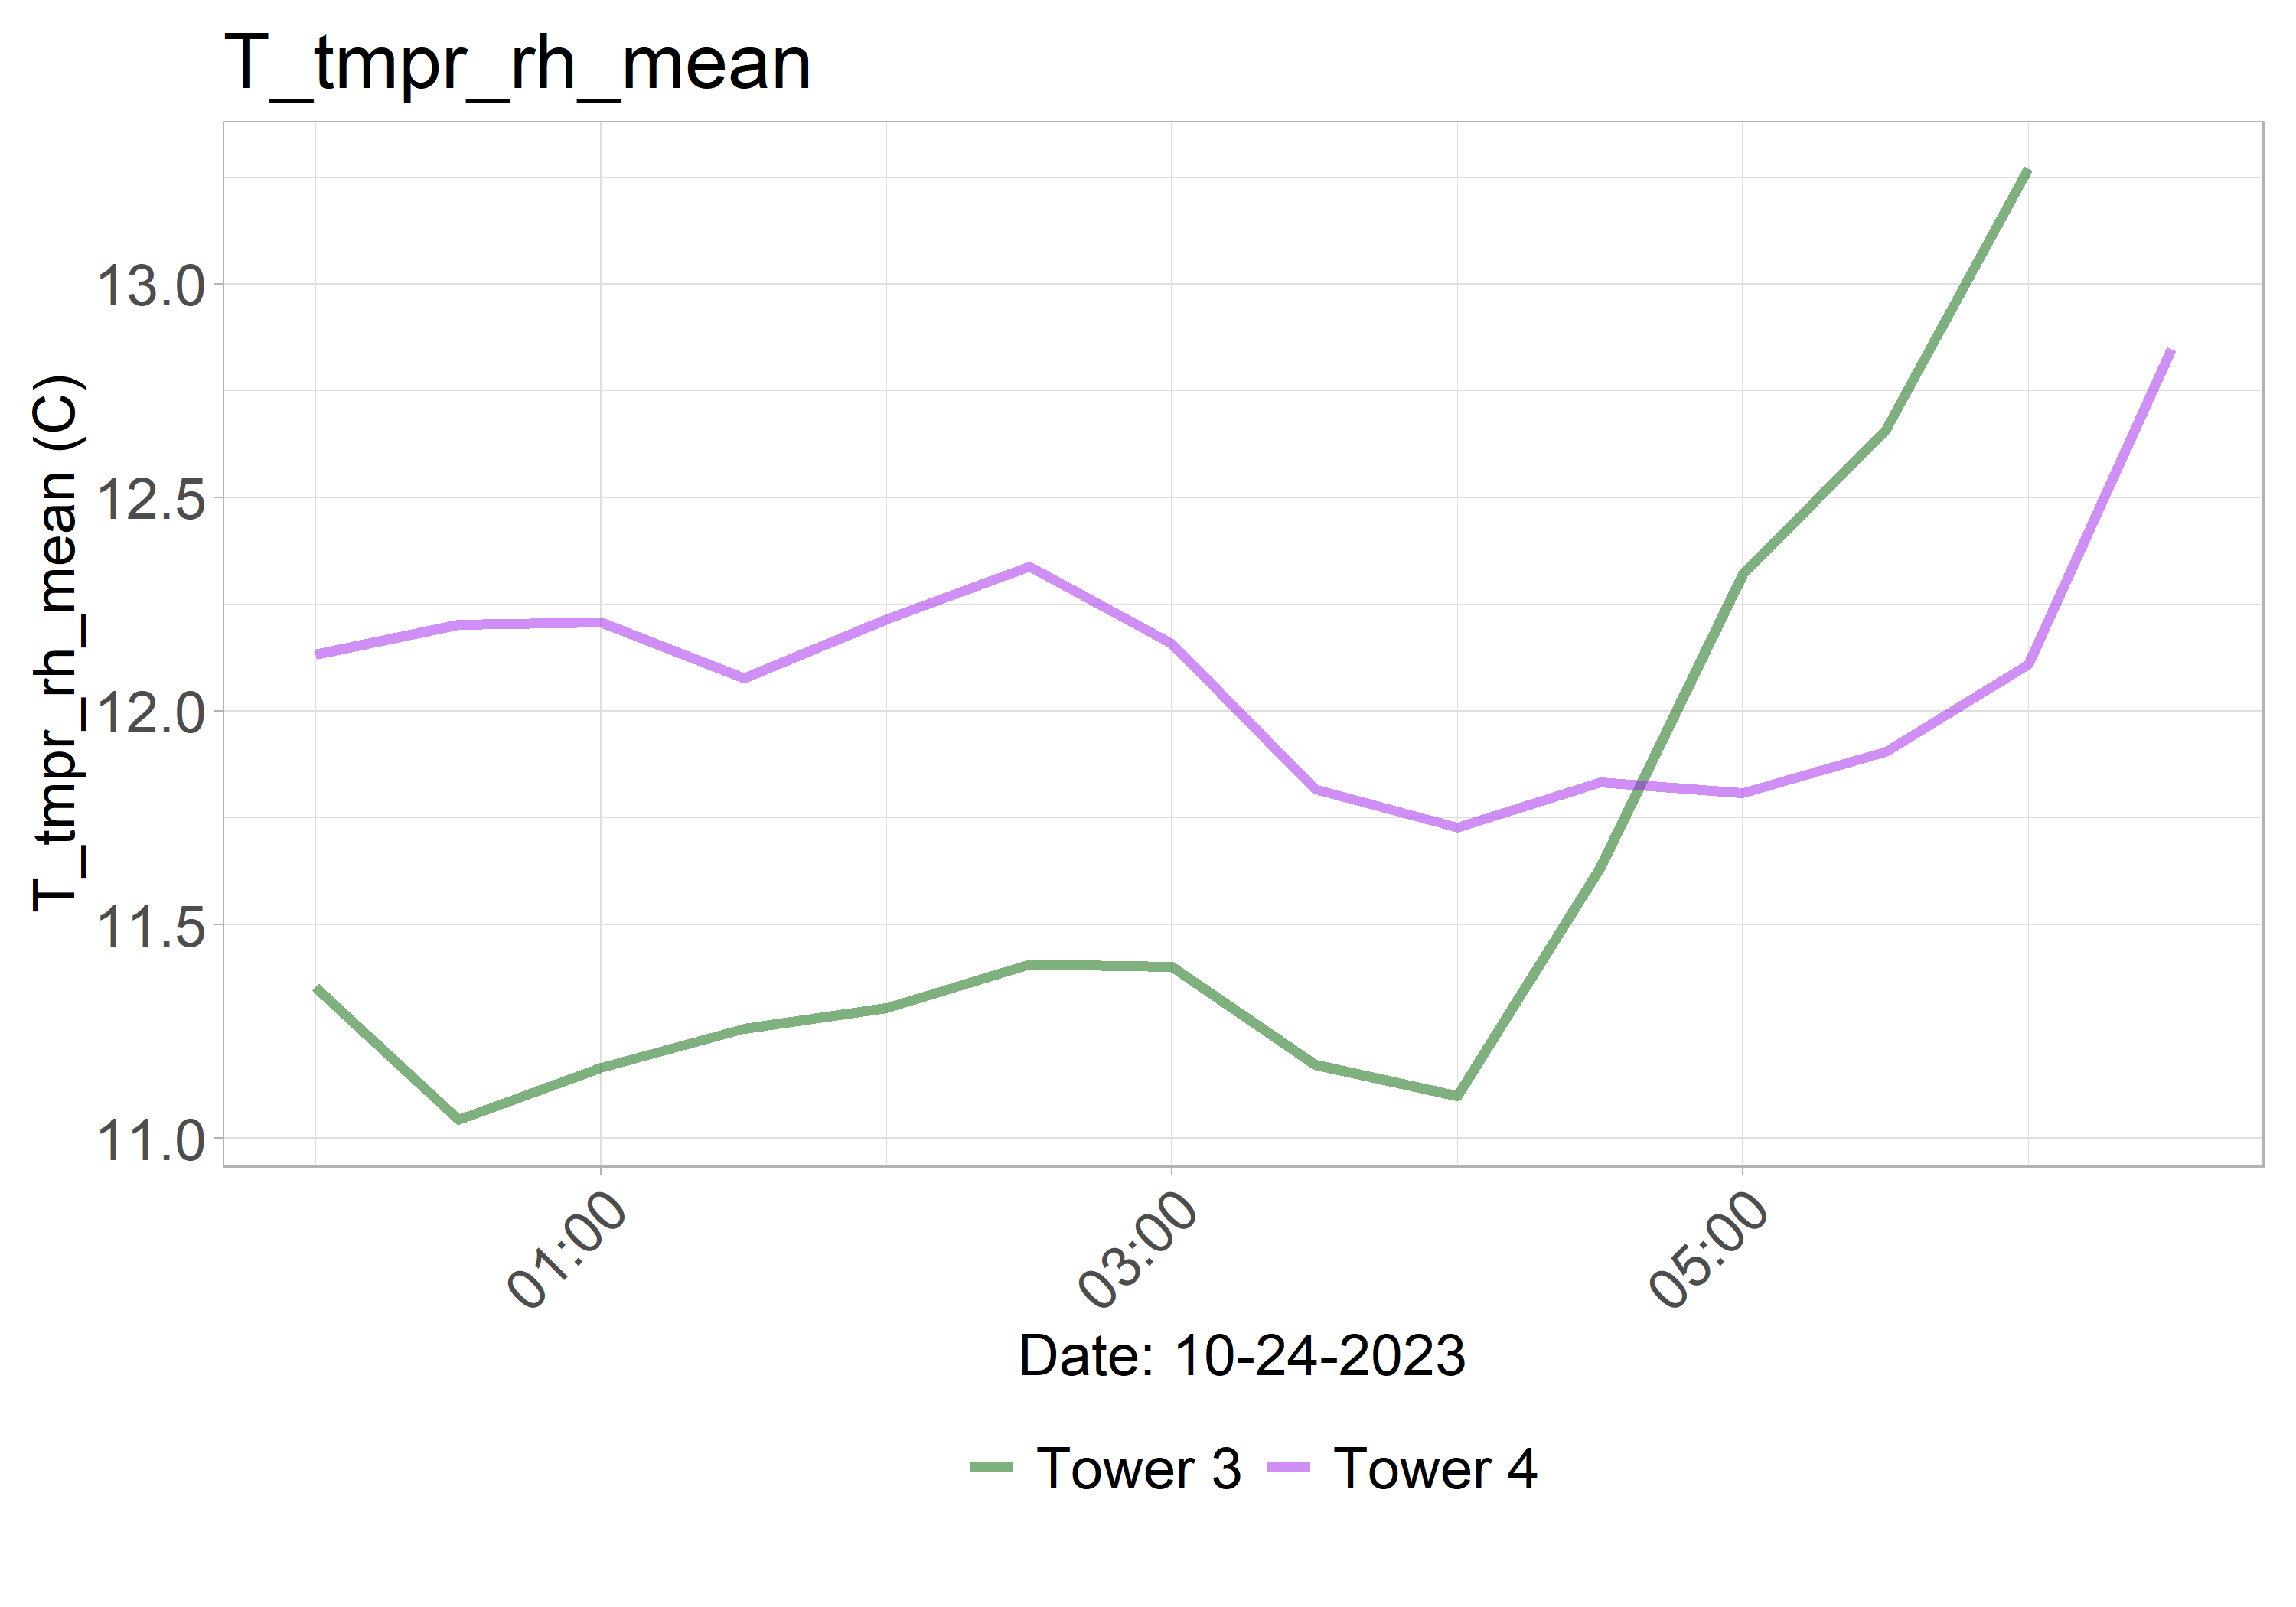 T_tmpr_rh_mean
T_tmpr_rh_mean (C)
13.0
12.5
12.0
11.5
11.0
01:00
03:00
05:00
Date: 10-24-2023
Tower 3
Tower 4